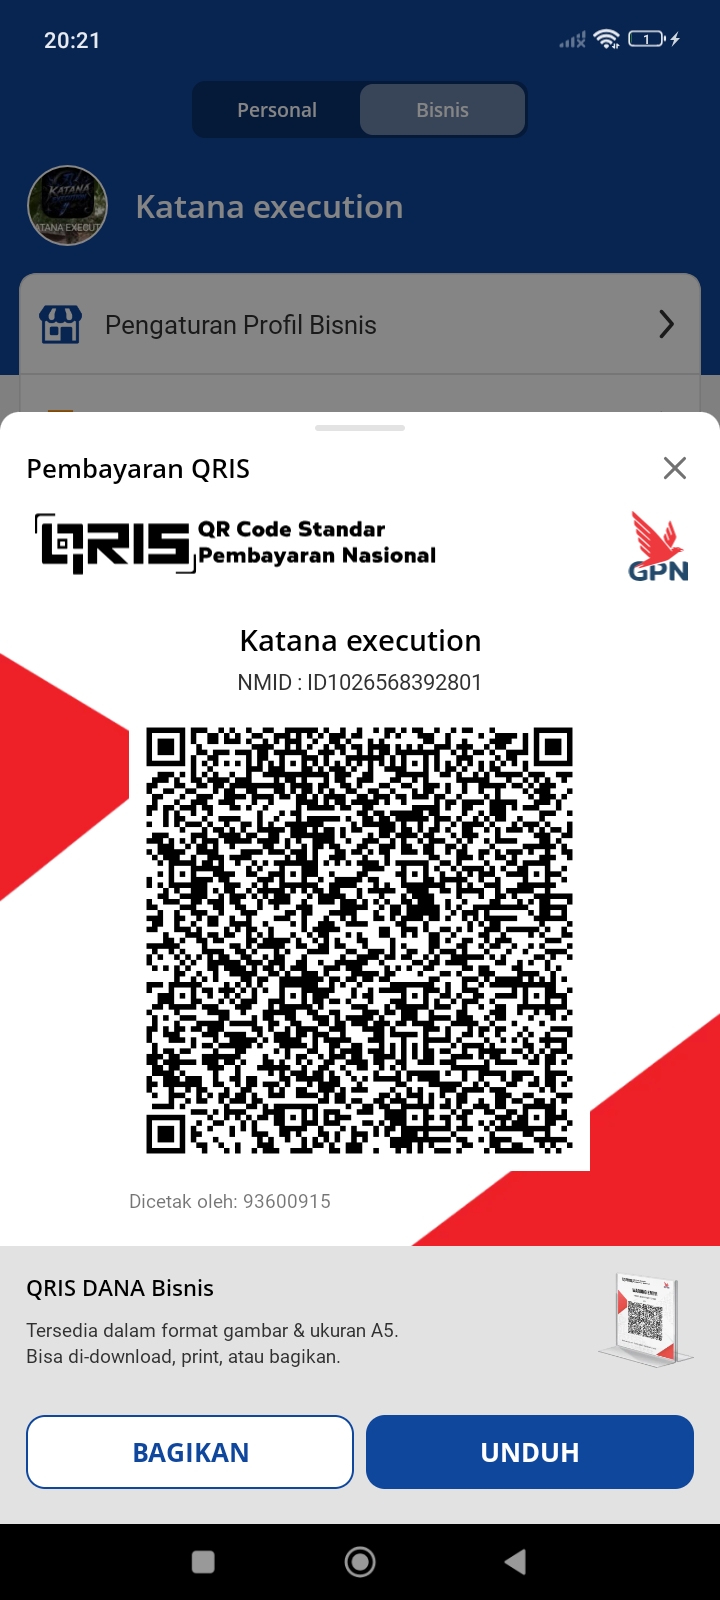 20:21
1
Personal
Bisnis
KATANA
Katana execution
Pengaturan Profil Bisnis
Pembayaran QRIS
QRIS QR Code Standar
Pembayaran Nasional
GPN
Katana execution
NMID : ID1026568392801
Dicetak oleh: 93600915
QRIS DANA Bisnis
Tersedia dalam format gambar & ukuran A5.
Bisa di-download, print, atau bagikan.
BAGIKAN
UNDUH